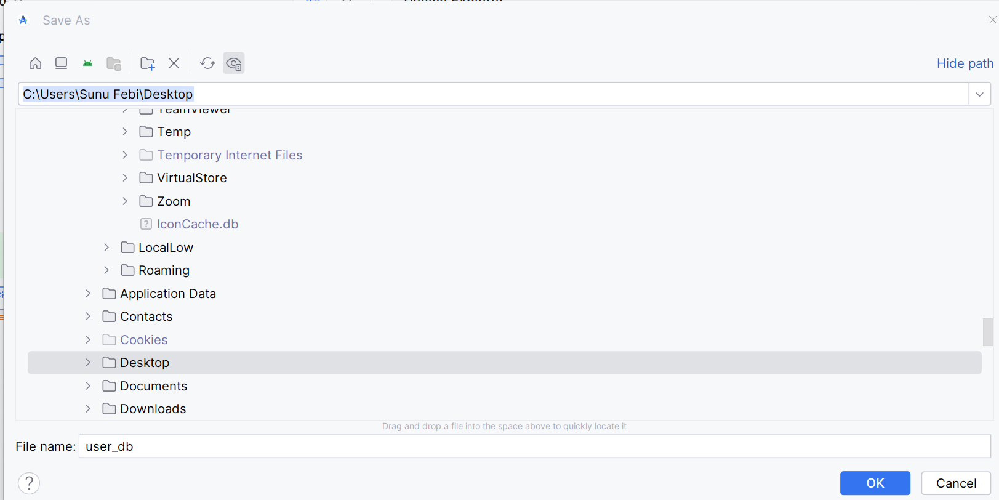 Device Explorer
Save As
Hide path
C:\Users\Sunu Febi\Desktop
TeamViewer
Temp
Temporary Internet Files
VirtualStore
Zoom
? IconCache.db
LocalLow
Roaming
Application Data
Contacts
Cookies
Desktop
Documents
Downloads
Drag and drop a file into the space above to quickly locate it
File name: user_db
? OK Cancel